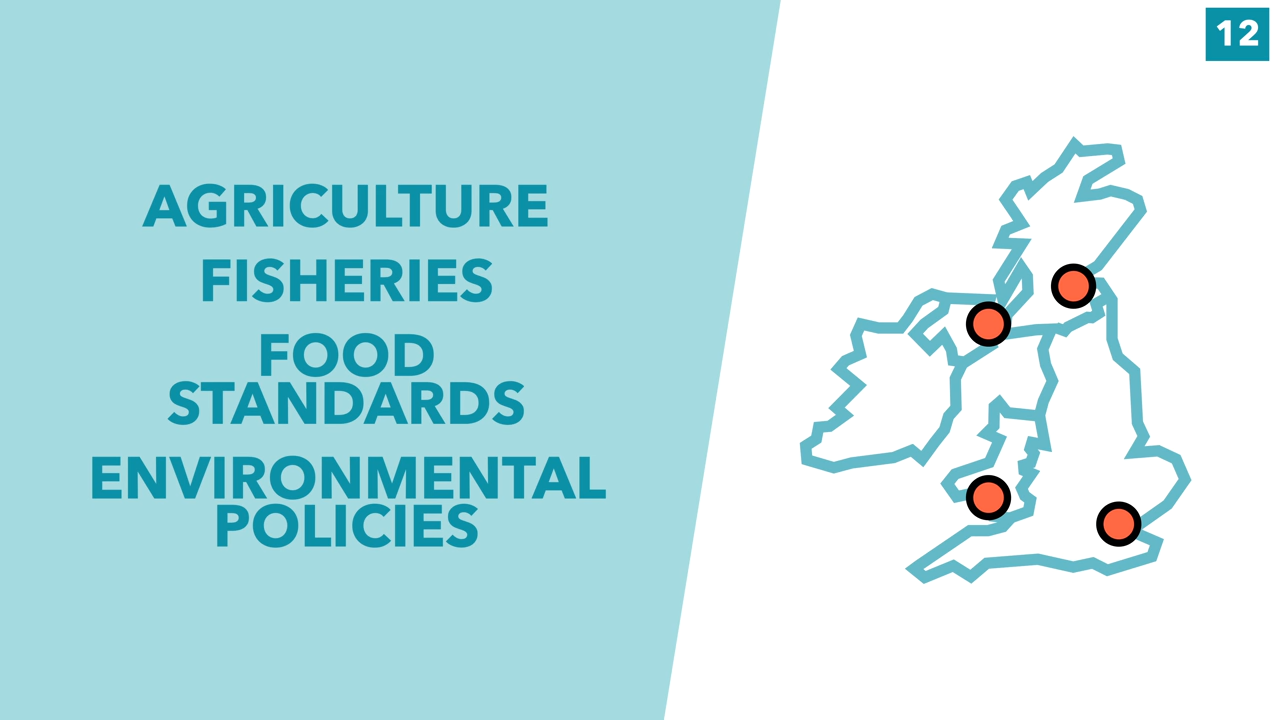 AGRICULTURE
FISHERIES
FOOD
STANDARDS
ENVIRONMENTAL
POLICIES
12